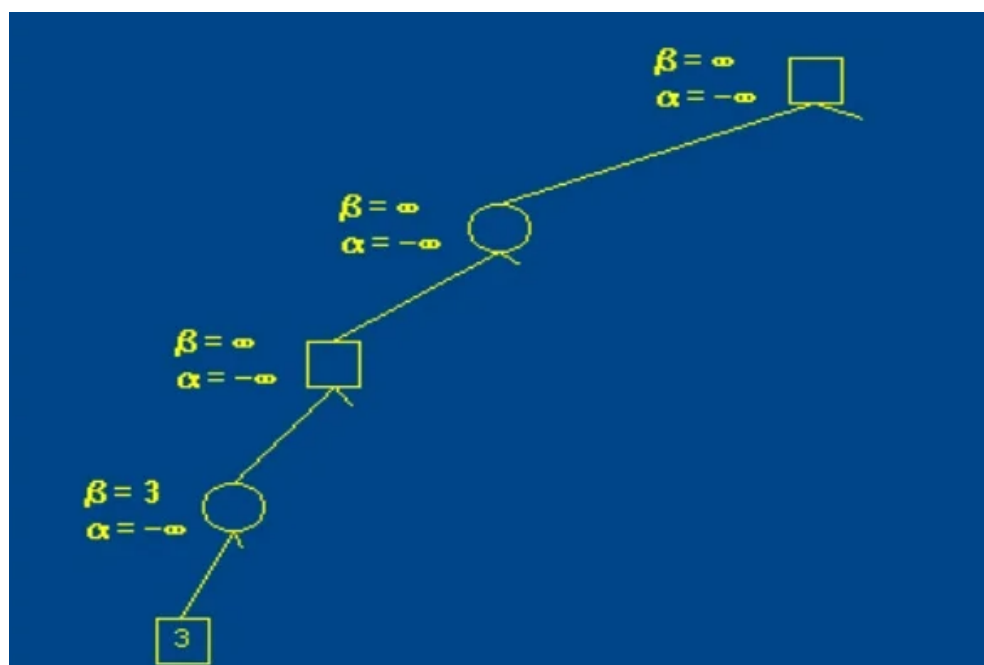 β = ∞
α = −∞
β = ∞
α = −∞
β = ∞
α = −∞
β = 3
α = −∞
3